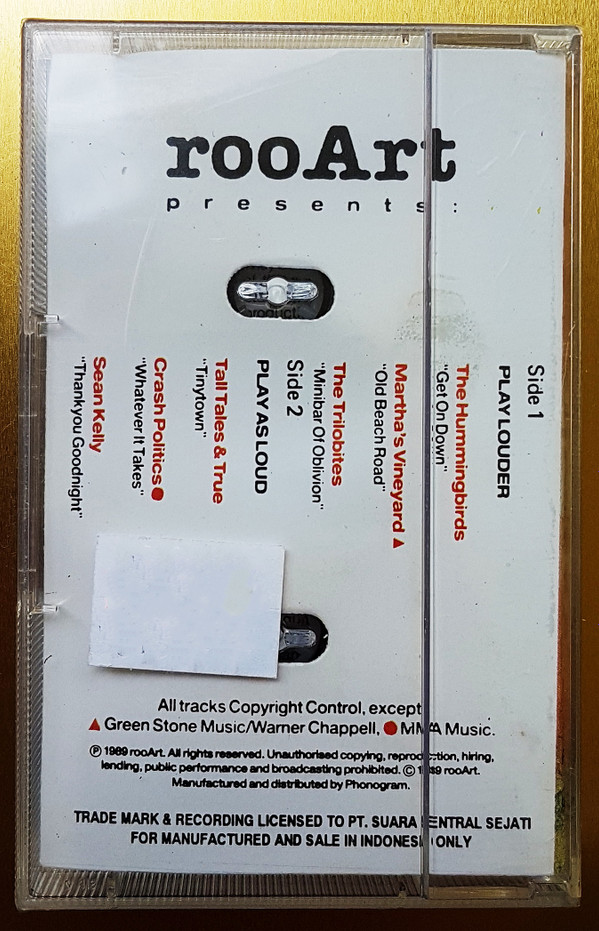 rooArt
presents:
Side 1
PLAY LOUDER
The Hummingbirds
"Get On Down"
Martha's Vineyard ▲
"Old Beach Road"
The Trilobites
"Minibar Of Oblivion"
Side 2
PLAY AS LOUD
Tall Tales & True
"Tinytown"
Crash Politics ●
"Whatever It Takes"
Sean Kelly
"Thankyou Goodnight"
product.
All tracks Copyright Control, except
▲ Green Stone Music/Warner Chappell, ● MMA Music.
Ⓟ 1989 rooArt. All rights reserved. Unauthorised copying, reproduction, hiring,
lending, public performance and broadcasting prohibited. © 1989 rooArt.
Manufactured and distributed by Phonogram.
TRADE MARK & RECORDING LICENSED TO PT. SUARA SENTRAL SEJATI
FOR MANUFACTURED AND SALE IN INDONESIA ONLY